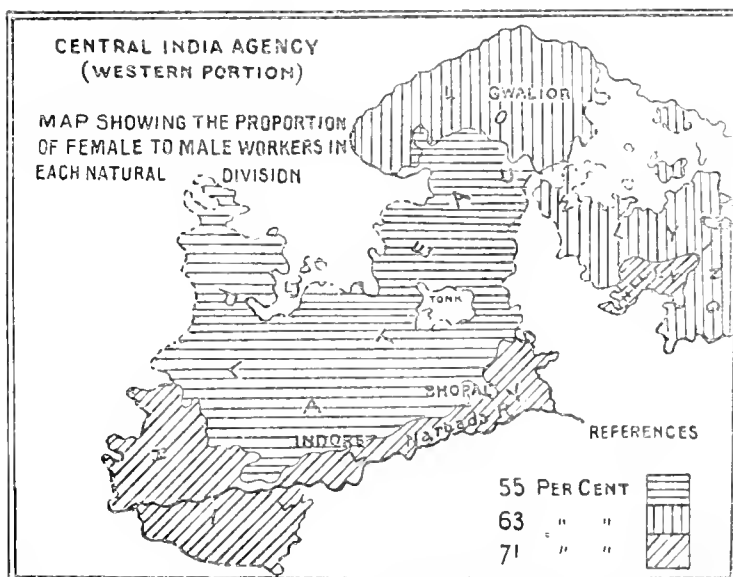 CENTRAL INDIA AGENCY
(WESTERN PORTION)
MAP SHOWING THE PROPORTION
OF FEMALE TO MALE WORKERS IN
EACH NATURAL DIVISION
GWALIOR
TONK
BHOPAL
INDORE
Narbada R.
REFERENCES
55 PER CENT
63 " "
71 " "